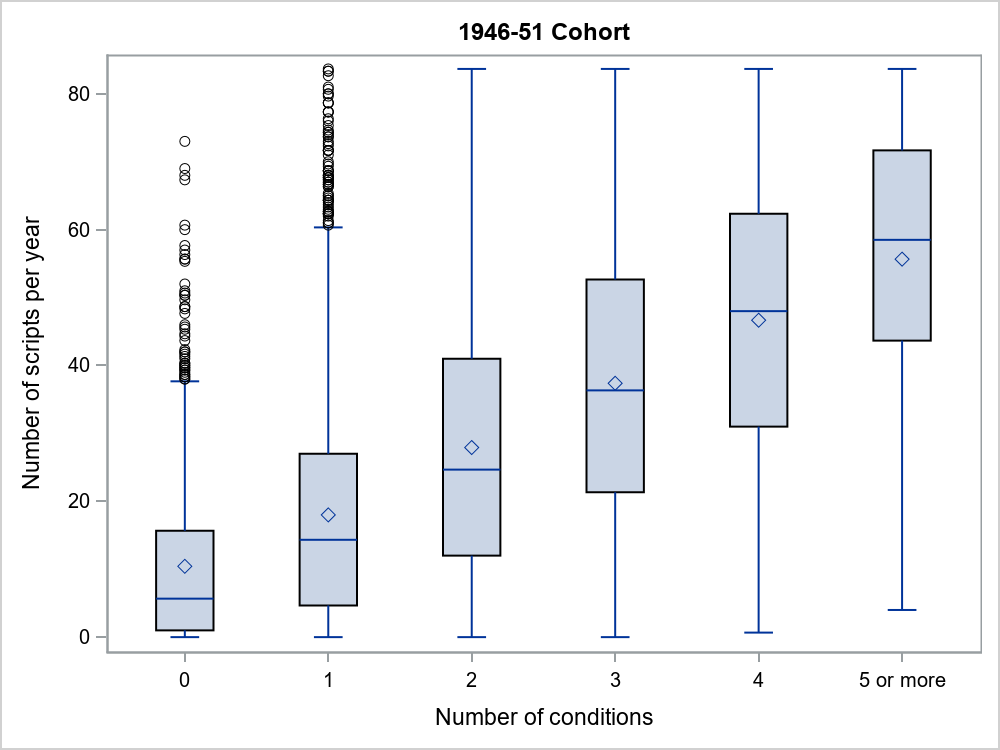 1946-51 Cohort
Number of scripts per year
80
60
40
20
0
0 1 2 3 4 5 or more
Number of conditions